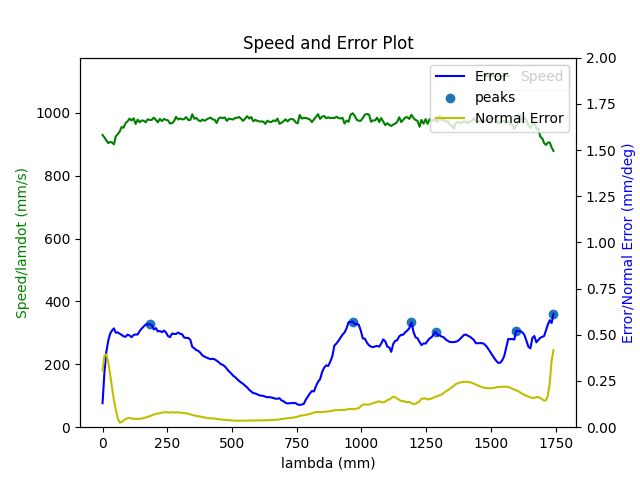 Speed and Error Plot
Speed/lamdot (mm/s)
1000
800
600
400
200
0
Error
peaks
Normal Error
Speed
2.00
1.75
1.50
1.25
1.00
0.75
0.50
0.25
0.00
Error/Normal Error (mm/deg)
0 250 500 750 1000 1250 1500 1750
lambda (mm)